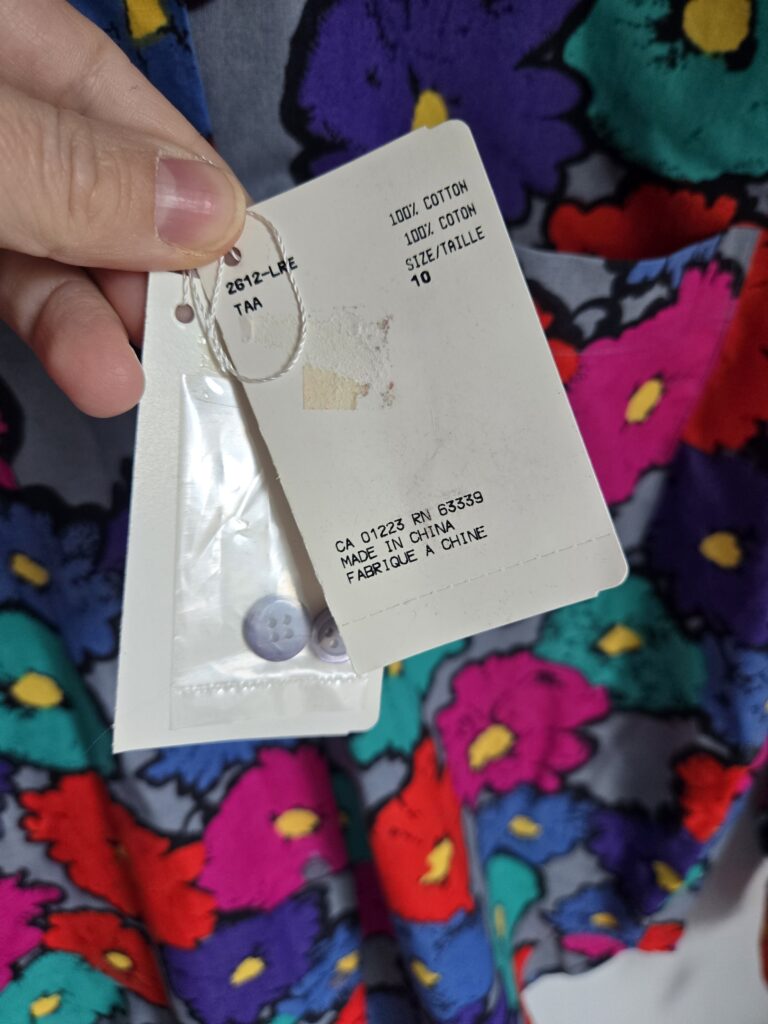 100% COTTON
100% COTON
SIZE/TAILLE
10
2612-LRE
TAA
CA 01223 RN 63339
MADE IN CHINA
FABRIQUE A CHINE